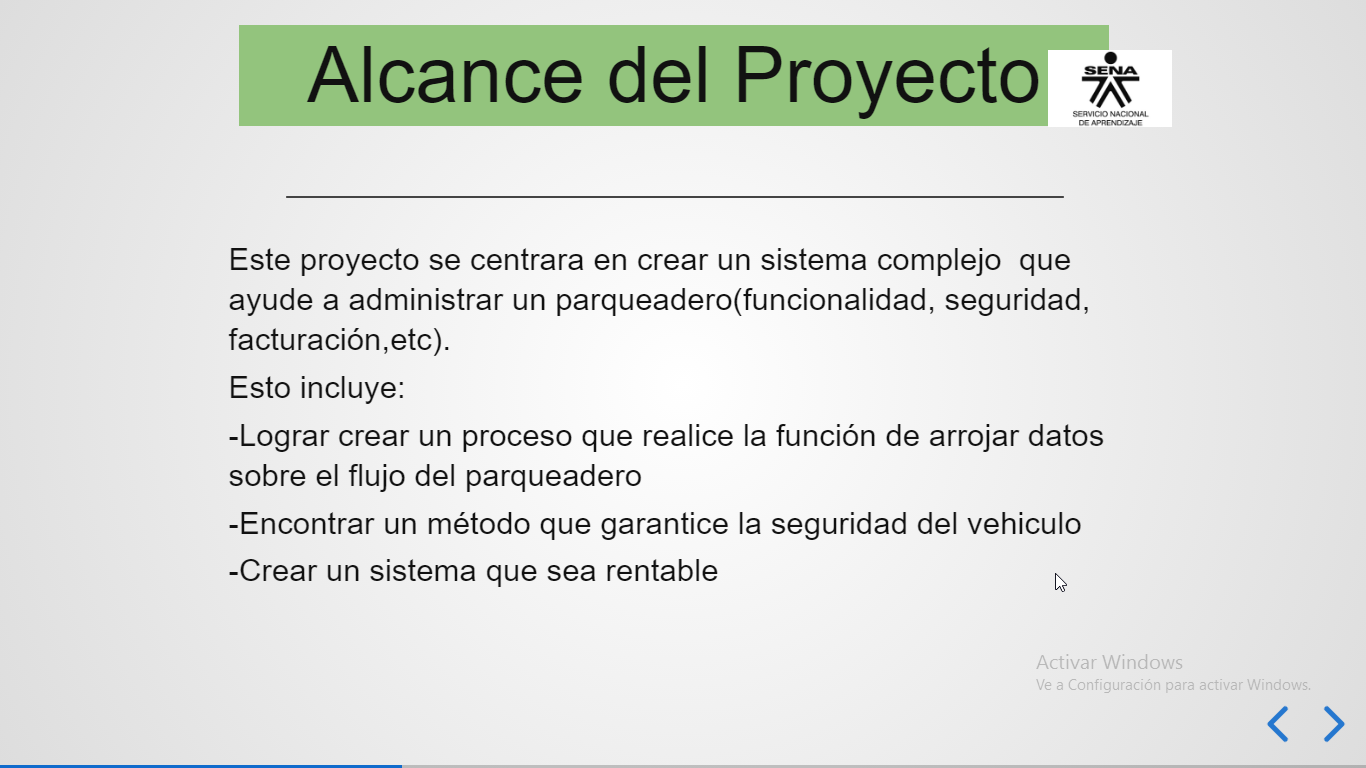 Alcance del Proyecto
SENA
SERVICIO NACIONAL
DE APRENDIZAJE
Este proyecto se centrara en crear un sistema complejo  que
ayude a administrar un parqueadero(funcionalidad, seguridad,
facturación,etc).
Esto incluye:
-Lograr crear un proceso que realice la función de arrojar datos
sobre el flujo del parqueadero
-Encontrar un método que garantice la seguridad del vehiculo
-Crear un sistema que sea rentable
Activar Windows
Ve a Configuración para activar Windows.